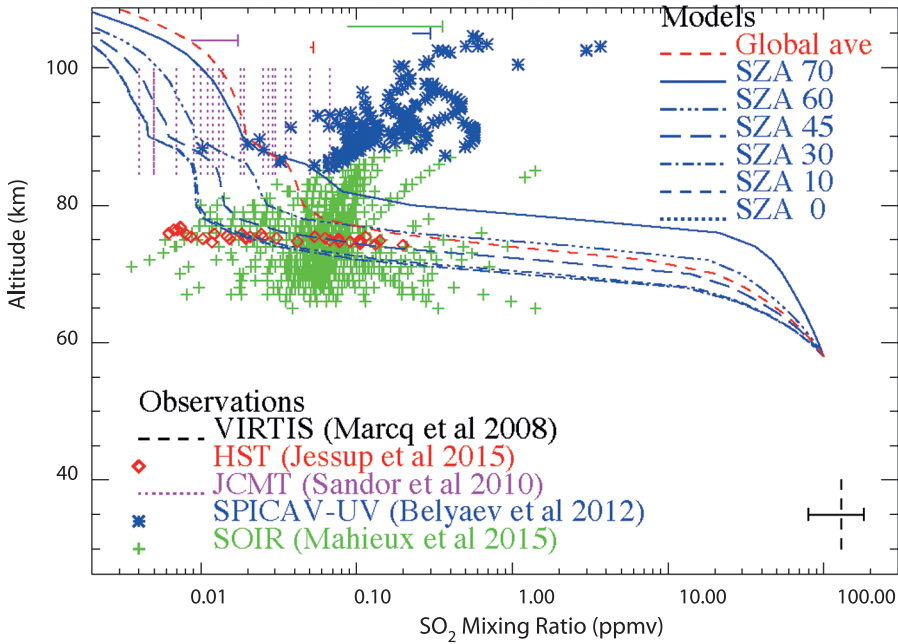 Models
Global ave
SZA 70
SZA 60
SZA 45
SZA 30
SZA 10
SZA 0
100
80
60
40
Altitude (km)
Observations
VIRTIS (Marcq et al 2008)
HST (Jessup et al 2015)
JCMT (Sandor et al 2010)
SPICAV-UV (Belyaev et al 2012)
SOIR (Mahieux et al 2015)
0.01 0.10 1.00 10.00 100.00
SO2 Mixing Ratio (ppmv)